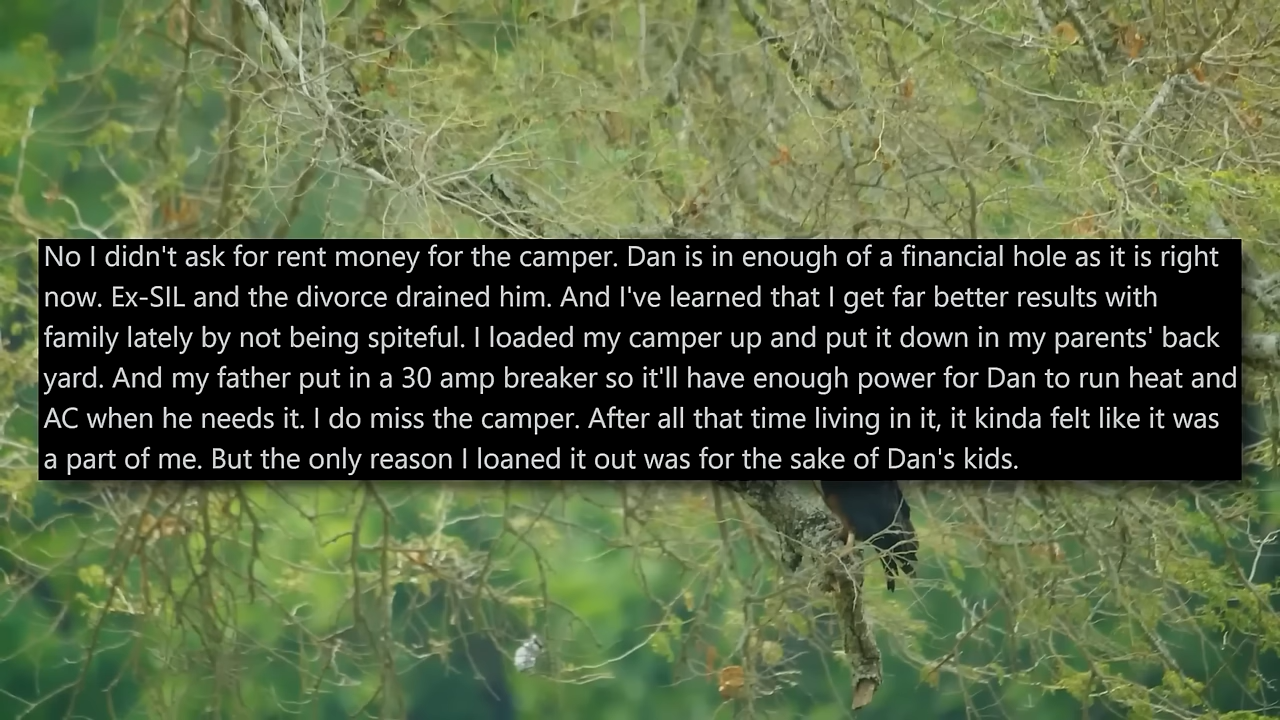 No I didn't ask for rent money for the camper. Dan is in enough of a financial hole as it is right
now. Ex-SIL and the divorce drained him. And I've learned that I get far better results with
family lately by not being spiteful. I loaded my camper up and put it down in my parents' back
yard. And my father put in a 30 amp breaker so it'll have enough power for Dan to run heat and
AC when he needs it. I do miss the camper. After all that time living in it, it kinda felt like it was
a part of me. But the only reason I loaned it out was for the sake of Dan's kids.